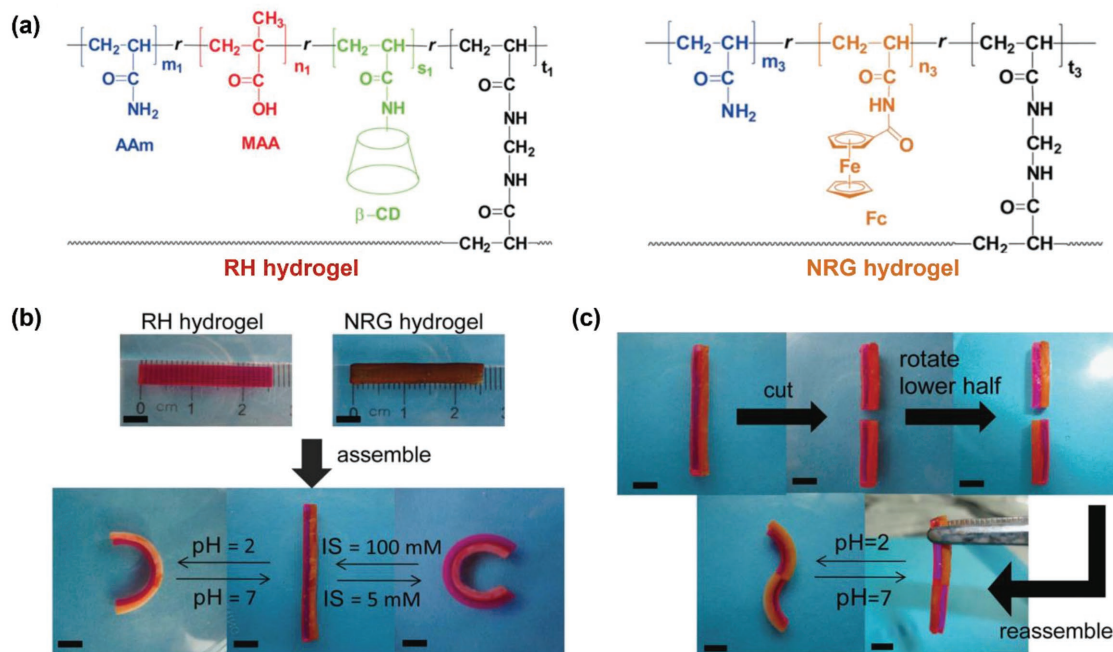 (a)
CH2-CH m1 r CH3 CH2-C n1 r CH2-CH s1 r CH2-CH t1
O=C NH2 O=C OH O=C NH O=C NH CH2 NH O=C CH2-CH
AAm MAA β-CD
RH hydrogel
CH2-CH m3 r CH2-CH n3 r CH2-CH t3
O=C NH2 C=O HN O Fe O=C NH CH2 NH O=C CH2-CH
Fc
NRG hydrogel
(b)
RH hydrogel NRG hydrogel
0 cm 1 2
0 cm 1 2
assemble
pH = 2 IS = 100 mM
pH = 7 IS = 5 mM
(c)
cut
rotate
lower half
pH=2
pH=7
reassemble